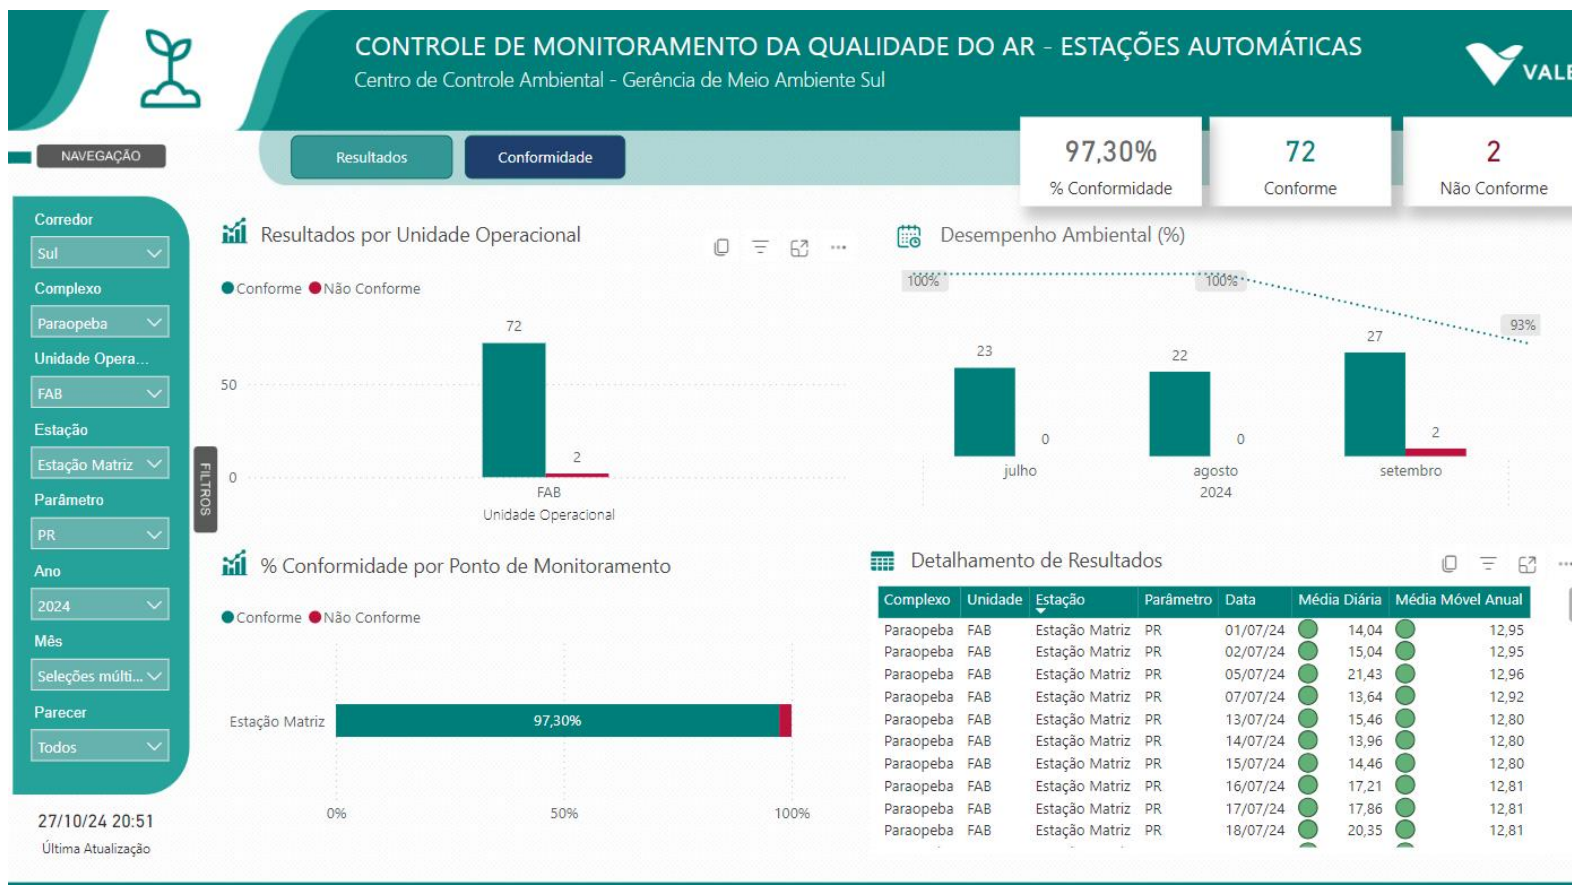 CONTROLE DE MONITORAMENTO DA QUALIDADE DO AR - ESTAÇÕES AUTOMÁTICAS
Centro de Controle Ambiental - Gerência de Meio Ambiente Sul
VALE
NAVEGAÇÃO
Resultados
Conformidade
97,30%
% Conformidade
72
Conforme
2
Não Conforme
Corredor
Sul
Complexo
Paraopeba
Unidade Opera...
FAB
Estação
Estação Matriz
Parâmetro
PR
Ano
2024
Mês
Seleções múlti...
Parecer
Todos
27/10/24 20:51
Última Atualização
FILTROS
Resultados por Unidade Operacional
Conforme Não Conforme
72
50
2
0
FAB
Unidade Operacional
Desempenho Ambiental (%)
100% 100% 93%
23 0 22 0 27 2
julho agosto setembro
2024
% Conformidade por Ponto de Monitoramento
Conforme Não Conforme
Estação Matriz 97,30%
0% 50% 100%
Detalhamento de Resultados
Complexo Unidade Estação Parâmetro Data Média Diária Média Móvel Anual
Paraopeba FAB Estação Matriz PR 01/07/24 14,04 12,95
Paraopeba FAB Estação Matriz PR 02/07/24 15,04 12,95
Paraopeba FAB Estação Matriz PR 05/07/24 21,43 12,96
Paraopeba FAB Estação Matriz PR 07/07/24 13,64 12,92
Paraopeba FAB Estação Matriz PR 13/07/24 15,46 12,80
Paraopeba FAB Estação Matriz PR 14/07/24 13,96 12,80
Paraopeba FAB Estação Matriz PR 15/07/24 14,46 12,80
Paraopeba FAB Estação Matriz PR 16/07/24 17,21 12,81
Paraopeba FAB Estação Matriz PR 17/07/24 17,86 12,81
Paraopeba FAB Estação Matriz PR 18/07/24 20,35 12,81